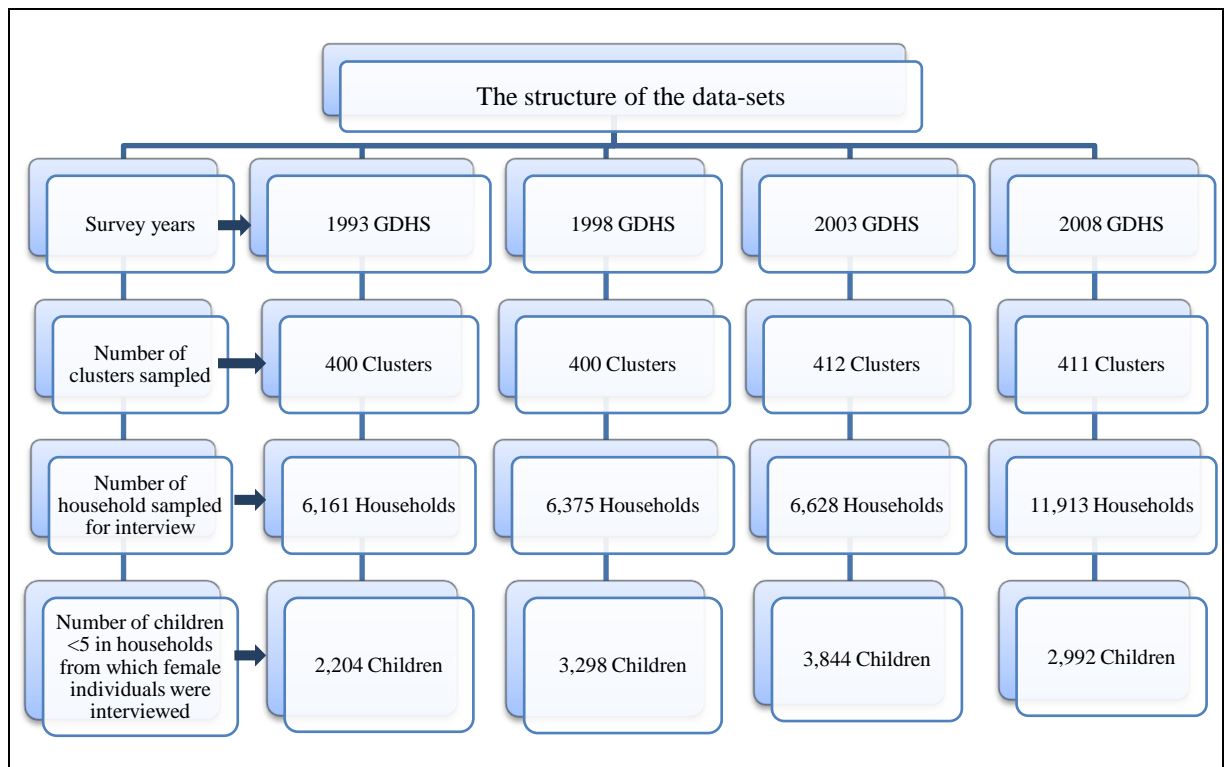 The structure of the data-sets
Survey years
1993 GDHS
1998 GDHS
2003 GDHS
2008 GDHS
Number of
clusters sampled
400 Clusters
400 Clusters
412 Clusters
411 Clusters
Number of
household sampled
for interview
6,161 Households
6,375 Households
6,628 Households
11,913 Households
Number of children
<5 in households
from which female
individuals were
interviewed
2,204 Children
3,298 Children
3,844 Children
2,992 Children